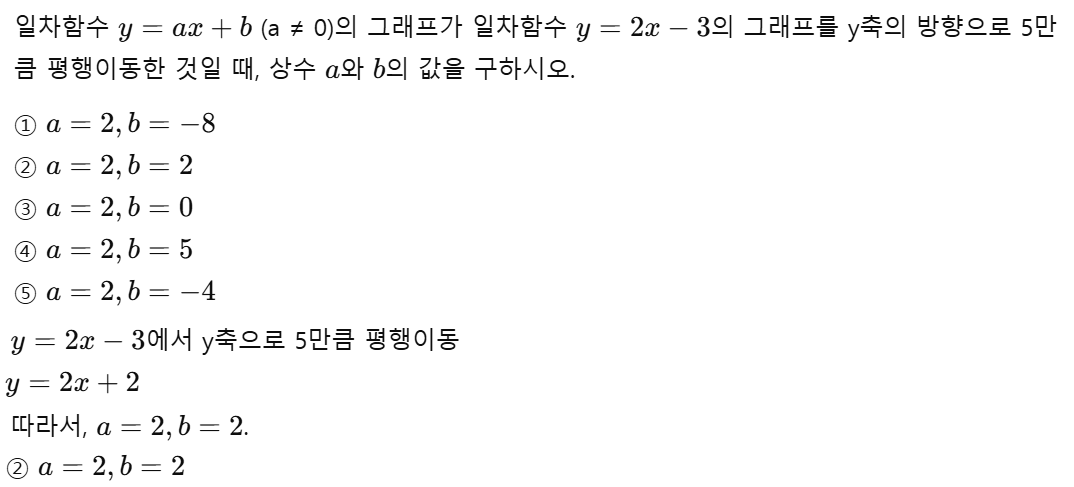 일차함수 y = ax + b (a ≠ 0)의 그래프가 일차함수 y = 2x − 3의 그래프를 y축의 방향으로 5만
큼 평행이동한 것일 때, 상수 a와 b의 값을 구하시오.
① a = 2, b = −8
② a = 2, b = 2
③ a = 2, b = 0
④ a = 2, b = 5
⑤ a = 2, b = −4
y = 2x − 3에서 y축으로 5만큼 평행이동
y = 2x + 2
따라서, a = 2, b = 2.
② a = 2, b = 2